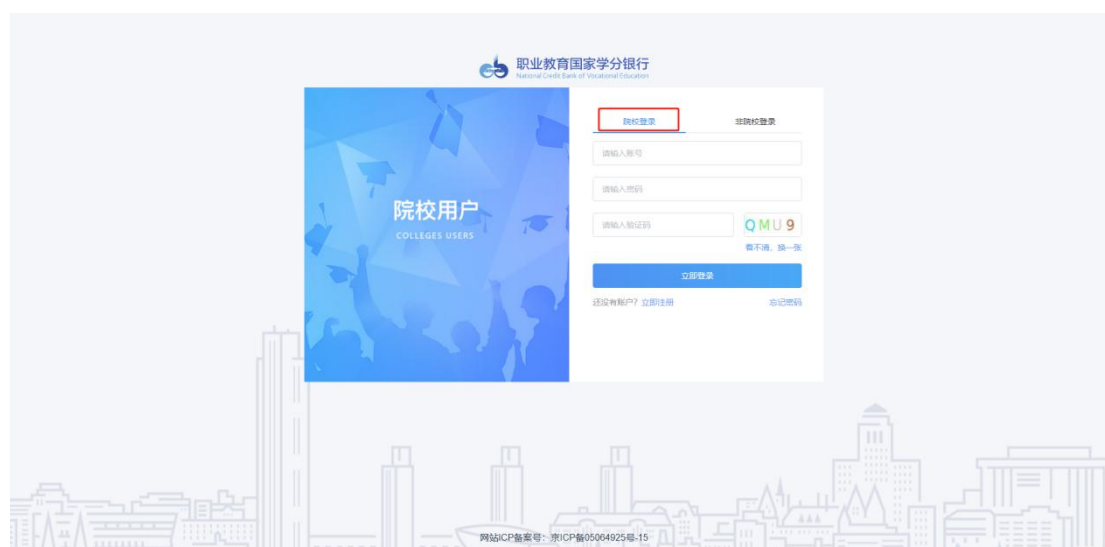 职业教育国家学分银行
National Credit Bank of Vocational Education
院校登录 非院校登录
请输入账号
院校用户
COLLEGES USERS
请输入密码
请输入验证码 QMU9
看不清，换一张
立即登录
还没有账户？立即注册 忘记密码
网站ICP备案号：京ICP备05064925号-15